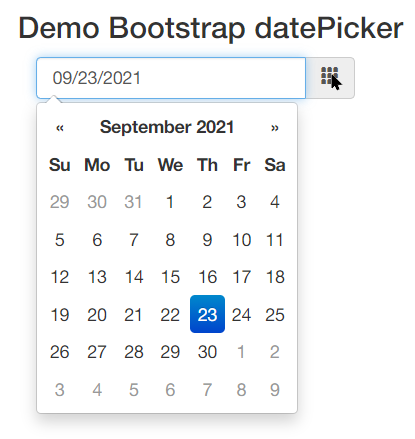 Demo Bootstrap datePicker
09/23/2021
« September 2021 »
Su Mo Tu We Th Fr Sa
29 30 31 1 2 3 4
5 6 7 8 9 10 11
12 13 14 15 16 17 18
19 20 21 22 23 24 25
26 27 28 29 30 1 2
3 4 5 6 7 8 9